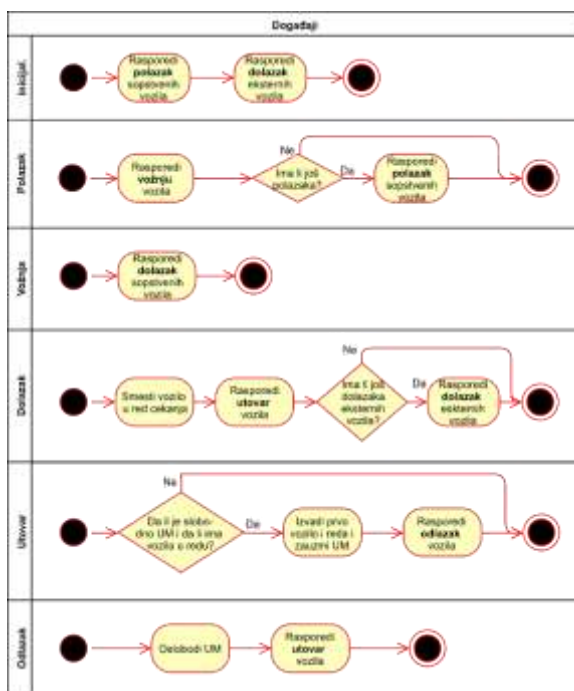 Događaji
Inicijal.
Rasporedi
polazak
sopstvenih
vozila
Rasporedi
dolazak
eksternih
vozila
Polazak
Rasporedi
vožnju
vozila
Ne
Ima li još
polazaka?
Da
Rasporedi
polazak
sopstvenih
vozila
Vožnja
Rasporedi
dolazak
sopstvenih
vozila
Dolazak
Smesti vozilo
u red čekanja
Rasporedi
utovar
vozila
Ne
Ima li još
dolazaka
eksternih
vozila?
Da
Rasporedi
dolazak
vozila
Utovar
Ne
Da li je slobo-
dno UM i da li ima
vozila u redu?
Da
Izvadi prvo
vozilo i reda i
zauzmi UM
Rasporedi
odlazak
vozila
Odlazak
Oslobodi UM
Rasporedi
utovar
vozila